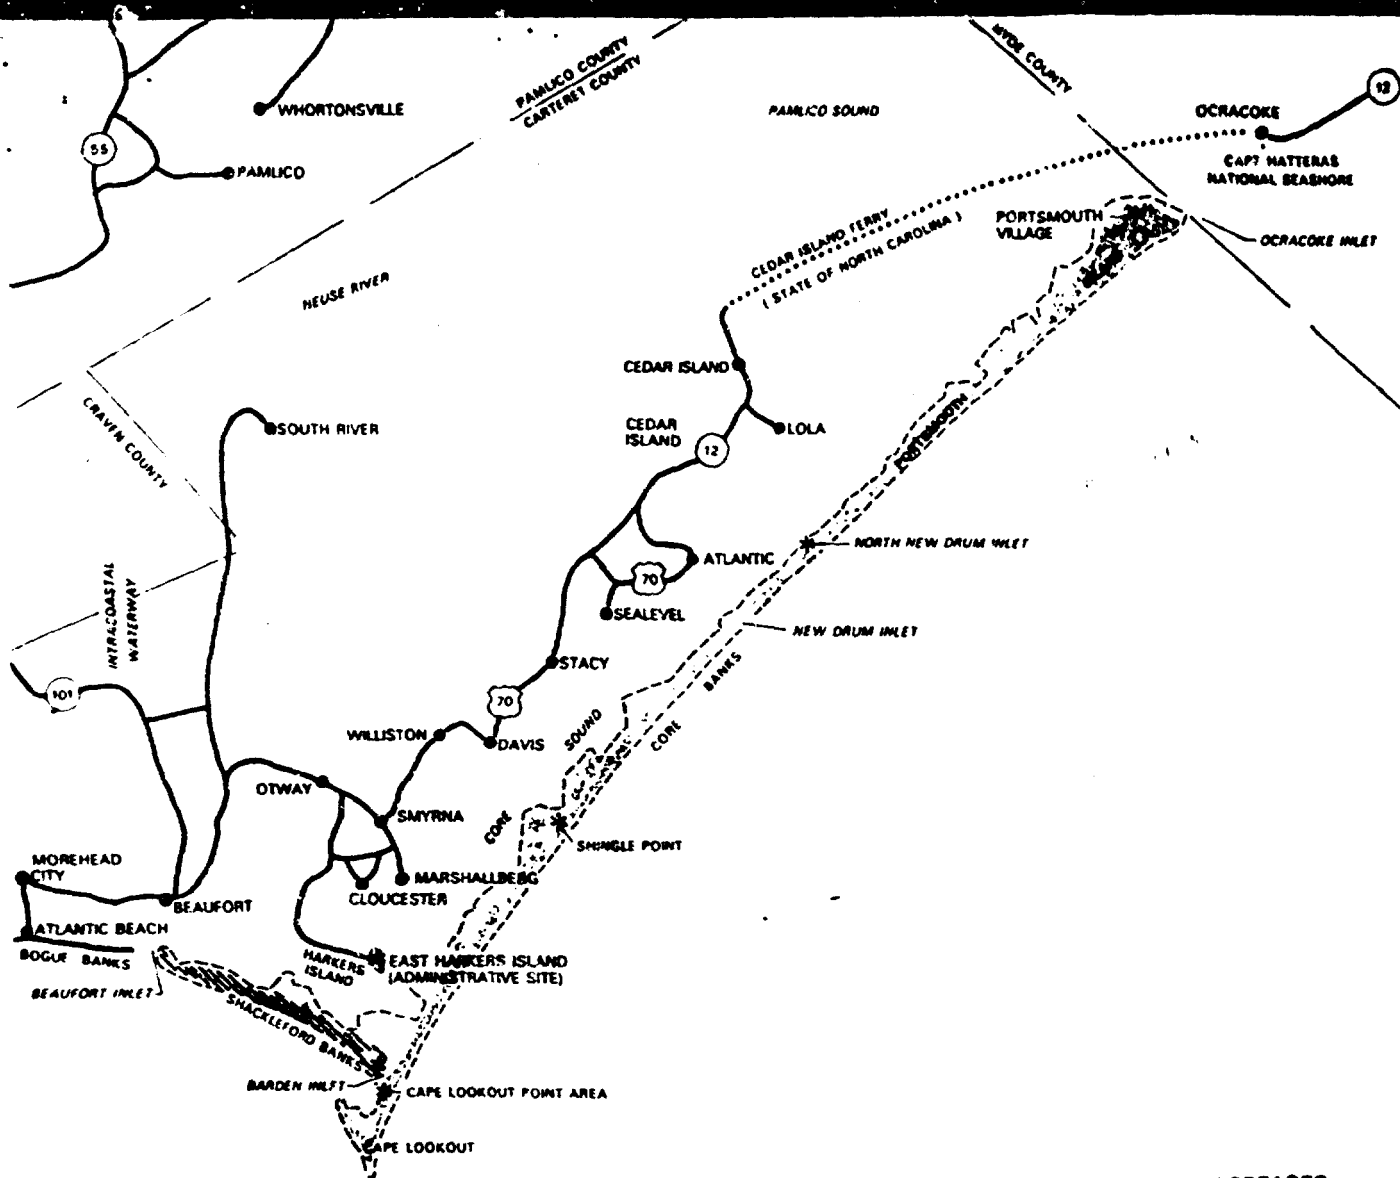 PAMLICO COUNTY
CARTERET COUNTY
HYDE COUNTY
12
WHORTONSVILLE
PAMLICO SOUND
OCRACOKE
55
PAMLICO
CAPT HATTERAS
NATIONAL SEASHORE
PORTSMOUTH
VILLAGE
OCRACOKE INLET
CEDAR ISLAND FERRY
( STATE OF NORTH CAROLINA )
NEUSE RIVER
CEDAR ISLAND
CRAVEN COUNTY
SOUTH RIVER
CEDAR
ISLAND
12
LOLA
PORTSMOUTH
NORTH NEW DRUM INLET
ATLANTIC
70
SEALEVEL
INTRACOASTAL
WATERWAY
NEW DRUM INLET
STACY
BANKS
101
70
SOUND
CORE
WILLISTON
DAVIS
OTWAY
SMYRNA
CORE
SHINGLE POINT
MOREHEAD
CITY
MARSHALLBERG
CLOUCESTER
BEAUFORT
ATLANTIC BEACH
BOGUE BANKS
HARKERS
ISLAND
EAST HARKERS ISLAND
(ADMINISTRATIVE SITE)
BEAUFORT INLET
SHACKLEFORD BANKS
BARDEN INLET
CAPE LOOKOUT POINT AREA
CAPE LOOKOUT